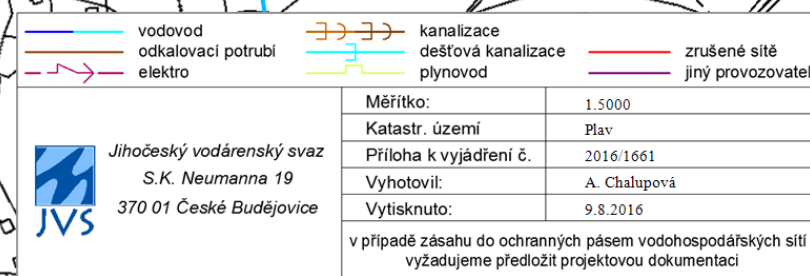 vodovod
odkalovací potrubí
elektro
kanalizace
dešťová kanalizace
plynovod
zrušené sítě
jiný provozovatel
JVS
Jihočeský vodárenský svaz
S.K. Neumanna 19
370 01 České Budějovice
Měřítko: 1.5000
Katastr. území Plav
Příloha k vyjádření č. 2016/1661
Vyhotovil: A. Chalupová
Vytisknuto: 9.8.2016
v případě zásahu do ochranných pásem vodohospodářských sítí
vyžadujeme předložit projektovou dokumentaci